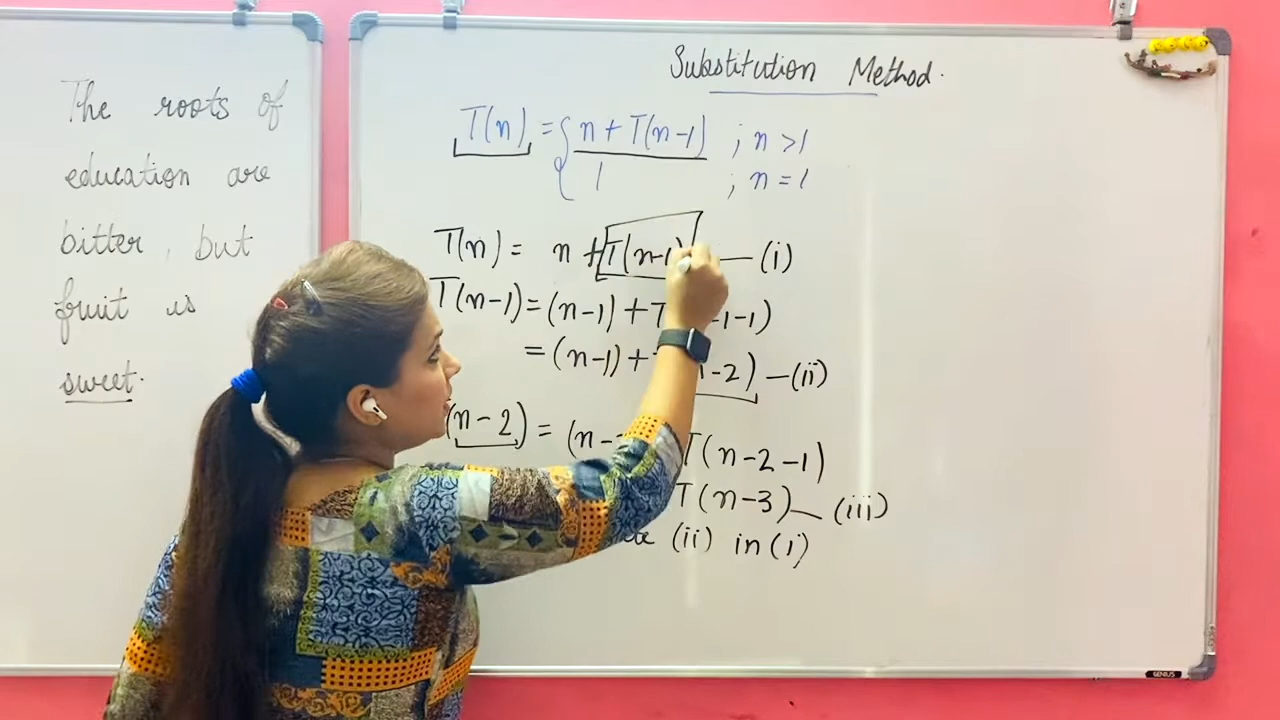 The roots of
education are
bitter, but
fruit is
sweet.
Substitution Method.
T(n) = { n + T(n-1) ; n >1
1 ; n = 1
T(n) = n + T(n-1) — (i)
T(n-1) = (n-1) + T -1-1)
= (n-1) + -2) — (ii)
(n-2) = (n- T(n-2-1)
T(n-3) — (iii)
(ii) in (i)
GENIUS